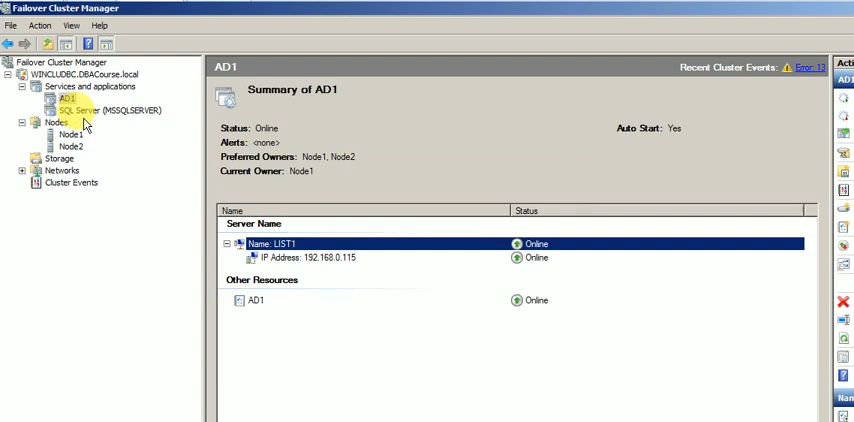 Failover Cluster Manager
File Action View Help
Failover Cluster Manager
WINCLUDBC.DBACourse.local
Services and applications
AD1
SQL Server (MSSQLSERVER)
Nodes
Node1
Node2
Storage
Networks
Cluster Events
AD1
Recent Cluster Events: Error: 13
Summary of AD1
Status: Online
Auto Start: Yes
Alerts: <none>
Preferred Owners: Node1, Node2
Current Owner: Node1
Name Status
Server Name
Name: LIST1 Online
IP Address: 192.168.0.115 Online
Other Resources
AD1 Online
Acti
AD1
Nan